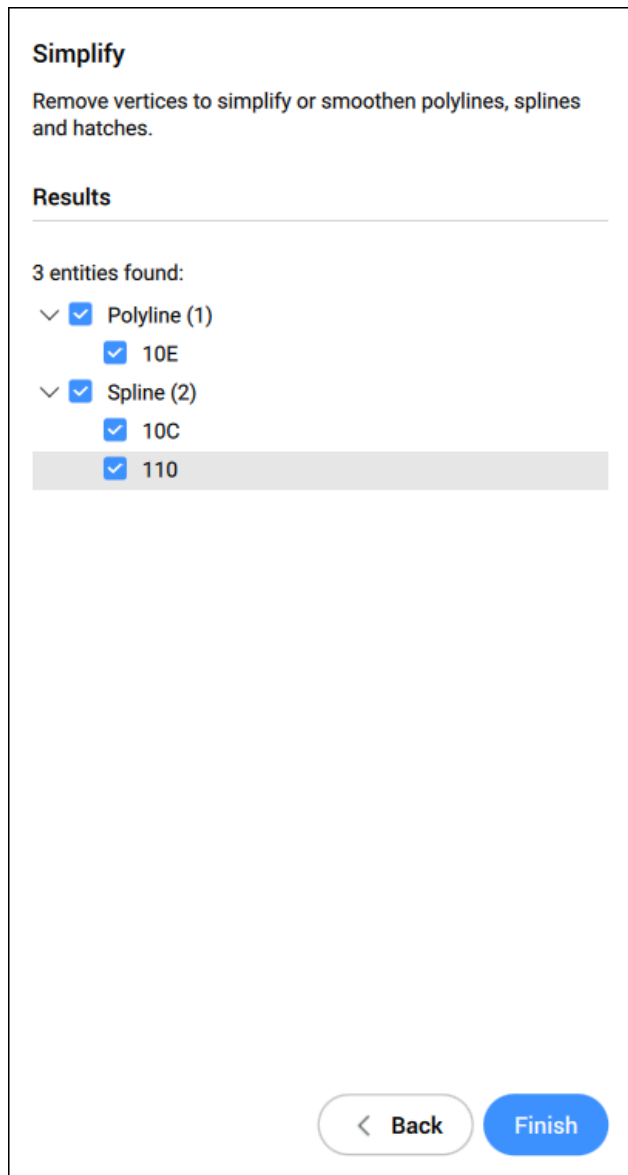 Simplify
Remove vertices to simplify or smoothen polylines, splines
and hatches.
Results
3 entities found:
Polyline (1)
10E
Spline (2)
10C
110
Back
Finish